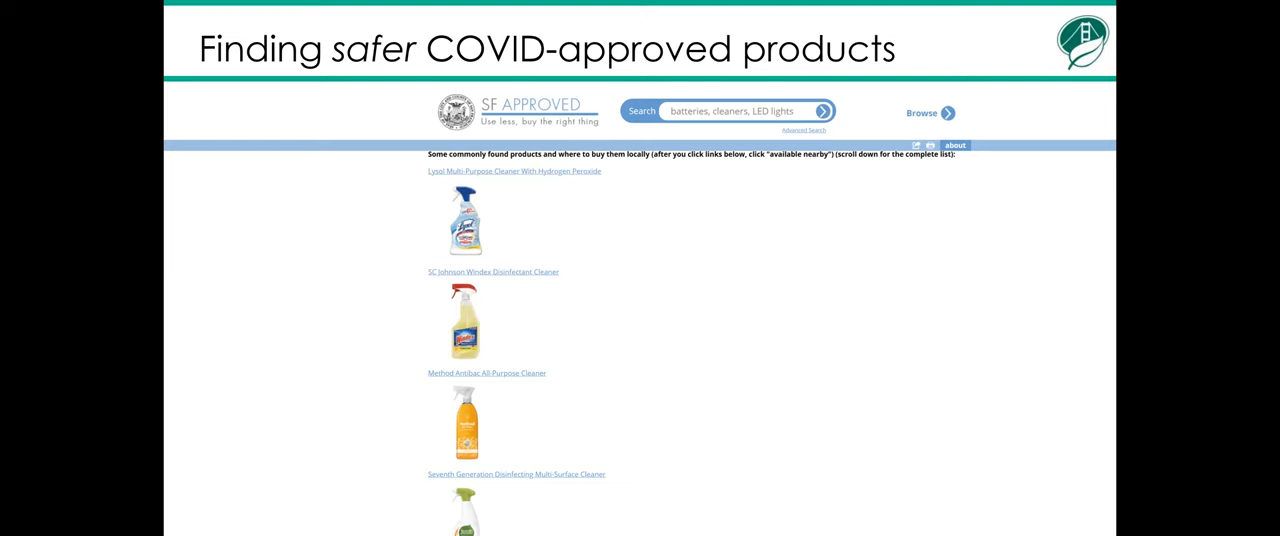 Finding safer COVID-approved products
SF APPROVED
Use less, buy the right thing
Search
batteries, cleaners, LED lights
Advanced Search
Browse
about
Some commonly found products and where to buy them locally (after you click links below, click "available nearby") (scroll down for the complete list):
Lysol Multi-Purpose Cleaner With Hydrogen Peroxide
Lysol
SC Johnson Windex Disinfectant Cleaner
Windex
Method Antibac All-Purpose Cleaner
method
Seventh Generation Disinfecting Multi-Surface Cleaner